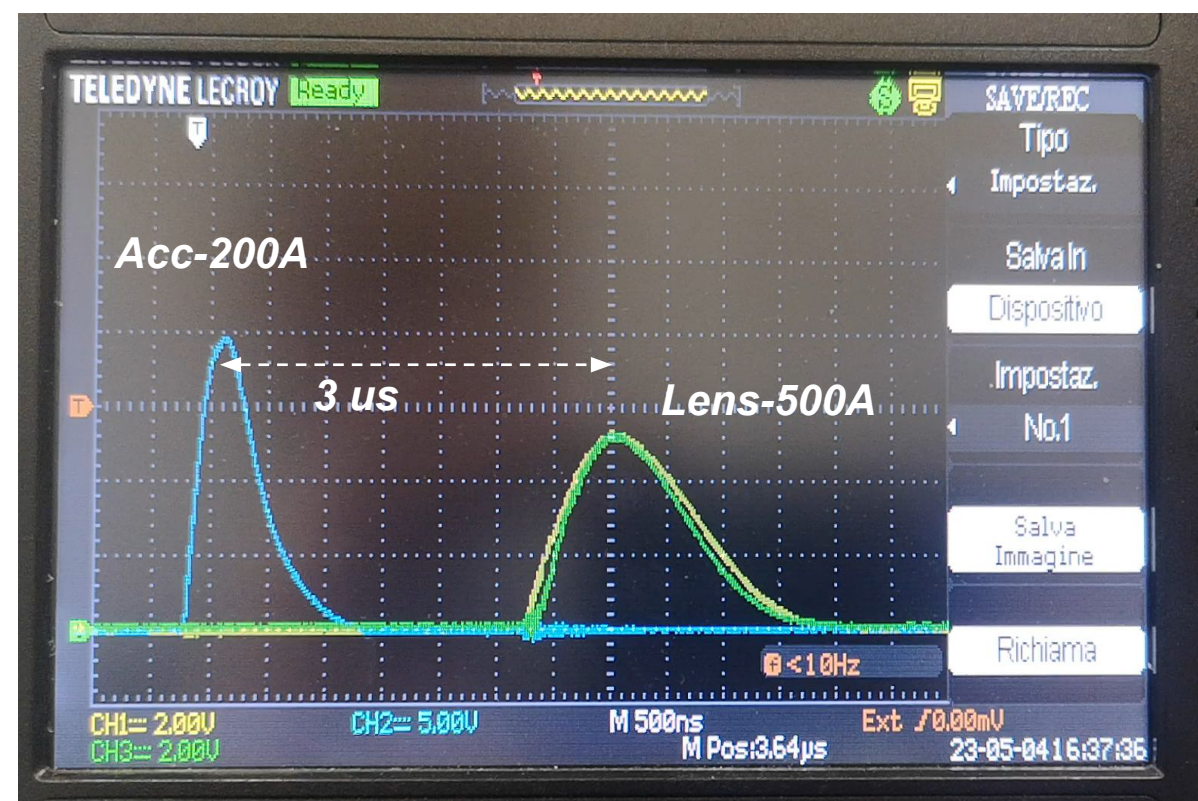 TELEDYNE LECROY Ready
SAVE/REC
T
Tipo
Impostaz.
Acc-200A
Salva In
Dispositivo
3 us
Lens-500A
Impostaz.
T
No.1
Salva
Immagine
<10Hz
Richiama
CH1 2.00V CH2 5.00V M 500ns Ext 0.00mV
CH3 2.00V M Pos:3.64µs 23-05-04 16:37:36